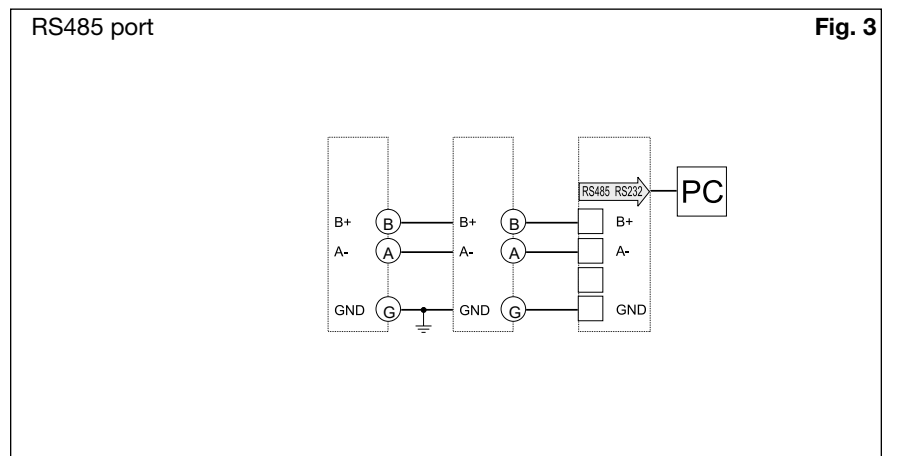 RS485 port Fig. 3
RS485 RS232 PC
B+ B B+ B B+
A- A A- A A-
GND G GND G GND